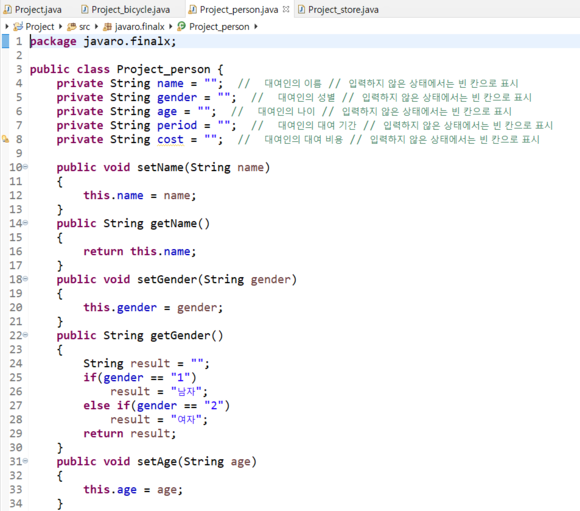 Project.java Project_bicycle.java Project_person.java Project_store.java
Project src javaro.finalx Project_person
1 package javaro.finalx;
2
3 public class Project_person {
4 private String name = ""; // 대여인의 이름 // 입력하지 않은 상태에서는 빈 칸으로 표시
5 private String gender = ""; // 대여인의 성별 // 입력하지 않은 상태에서는 빈 칸으로 표시
6 private String age = ""; // 대여인의 나이 // 입력하지 않은 상태에서는 빈 칸으로 표시
7 private String period = ""; // 대여인의 대여 기간 // 입력하지 않은 상태에서는 빈 칸으로 표시
8 private String cost = ""; // 대여인의 대여 비용 // 입력하지 않은 상태에서는 빈 칸으로 표시
9
10 public void setName(String name)
11 {
12 this.name = name;
13 }
14 public String getName()
15 {
16 return this.name;
17 }
18 public void setGender(String gender)
19 {
20 this.gender = gender;
21 }
22 public String getGender()
23 {
24 String result = "";
25 if(gender == "1")
26 result = "남자";
27 else if(gender == "2")
28 result = "여자";
29 return result;
30 }
31 public void setAge(String age)
32 {
33 this.age = age;
34 }